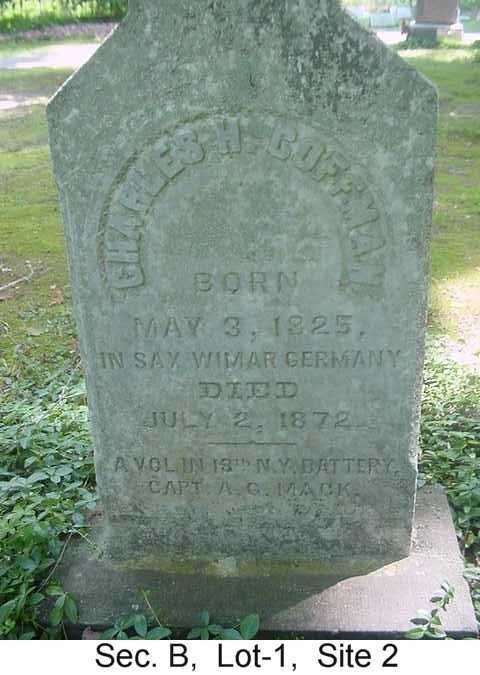 CHARLES H. COFFMAN
BORN
MAY 3, 1825,
IN SAX WIMAR GERMANY
DIED
JULY 2, 1872.
A VOL IN 18TH N.Y. BATTERY,
CAPT. A. G. MACK.
Sec. B, Lot-1, Site 2